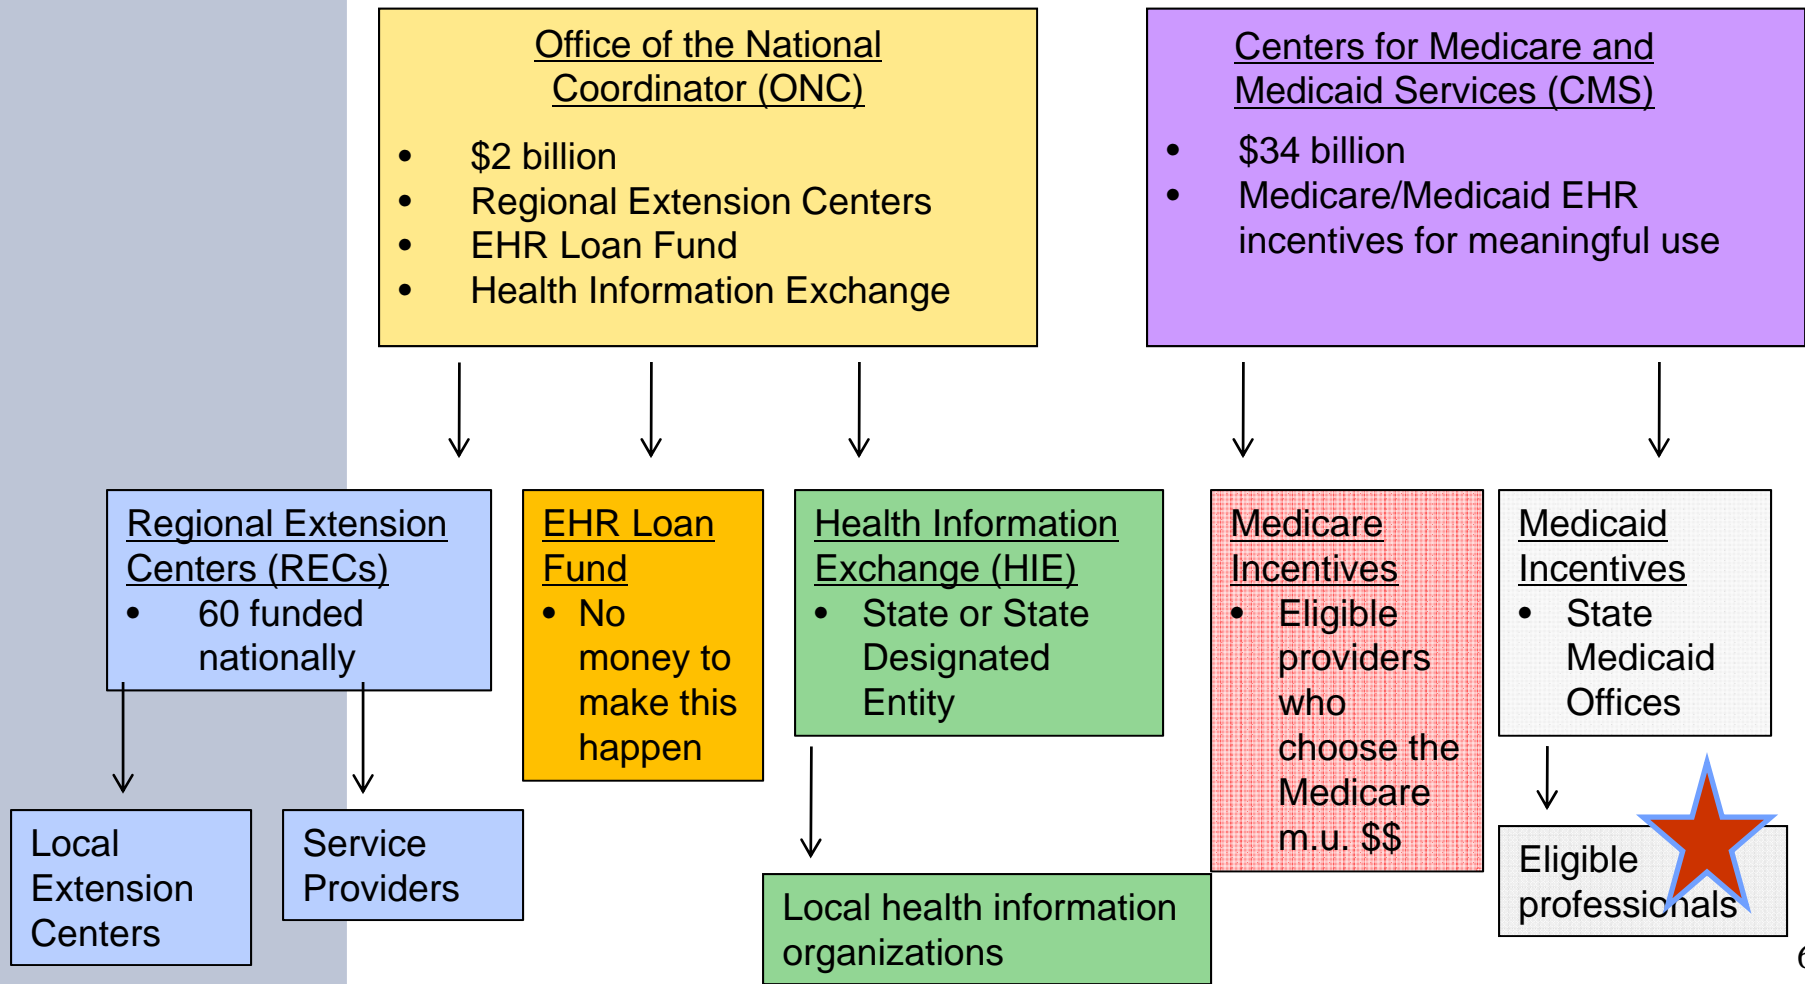 Office of the National
Coordinator (ONC)
• $2 billion
• Regional Extension Centers
• EHR Loan Fund
• Health Information Exchange
Centers for Medicare and
Medicaid Services (CMS)
• $34 billion
• Medicare/Medicaid EHR
incentives for meaningful use
Regional Extension
Centers (RECs)
• 60 funded
nationally
EHR Loan
Fund
• No
money to
make this
happen
Health Information
Exchange (HIE)
• State or State
Designated
Entity
Medicare
Incentives
• Eligible
providers
who
choose the
Medicare
m.u. $$
Medicaid
Incentives
• State
Medicaid
Offices
Local
Extension
Centers
Service
Providers
Local health information
organizations
Eligible
professionals
6